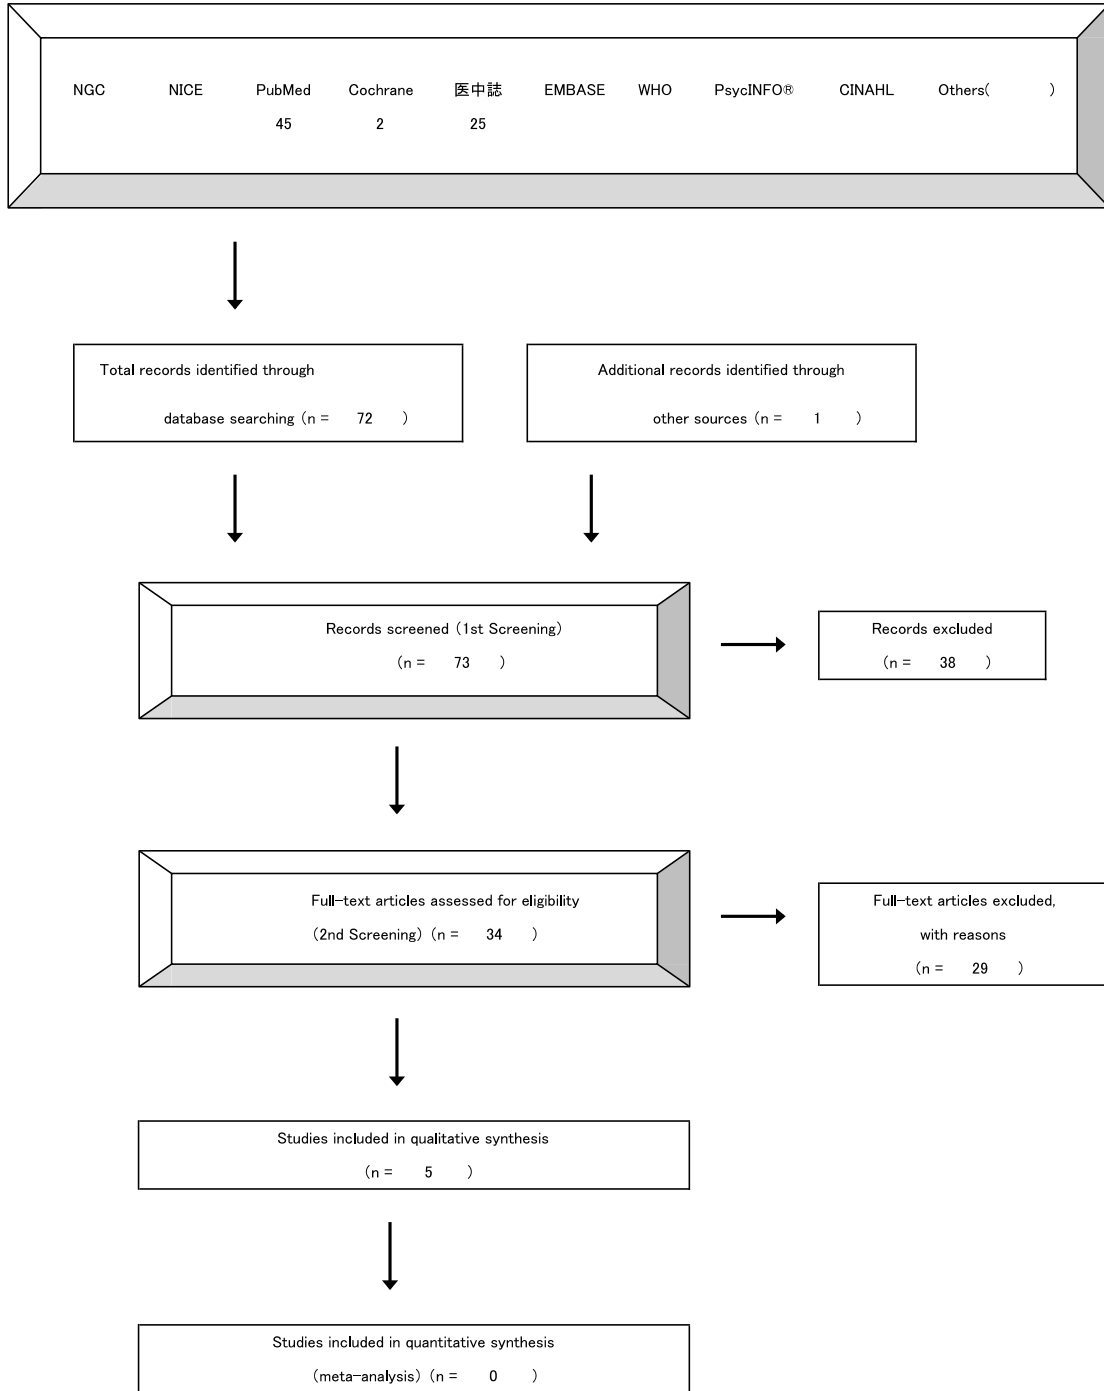 NGC NICE PubMed Cochrane 医中誌 EMBASE WHO PsycINFO® CINAHL Others( )
45 2 25
Total records identified through
database searching (n = 72 )
Additional records identified through
other sources (n = 1 )
Records screened (1st Screening)
(n = 73 )
Records excluded
(n = 38 )
Full-text articles assessed for eligibility
(2nd Screening) (n = 34 )
Full-text articles excluded,
with reasons
(n = 29 )
Studies included in qualitative synthesis
(n = 5 )
Studies included in quantitative synthesis
(meta-analysis) (n = 0 )